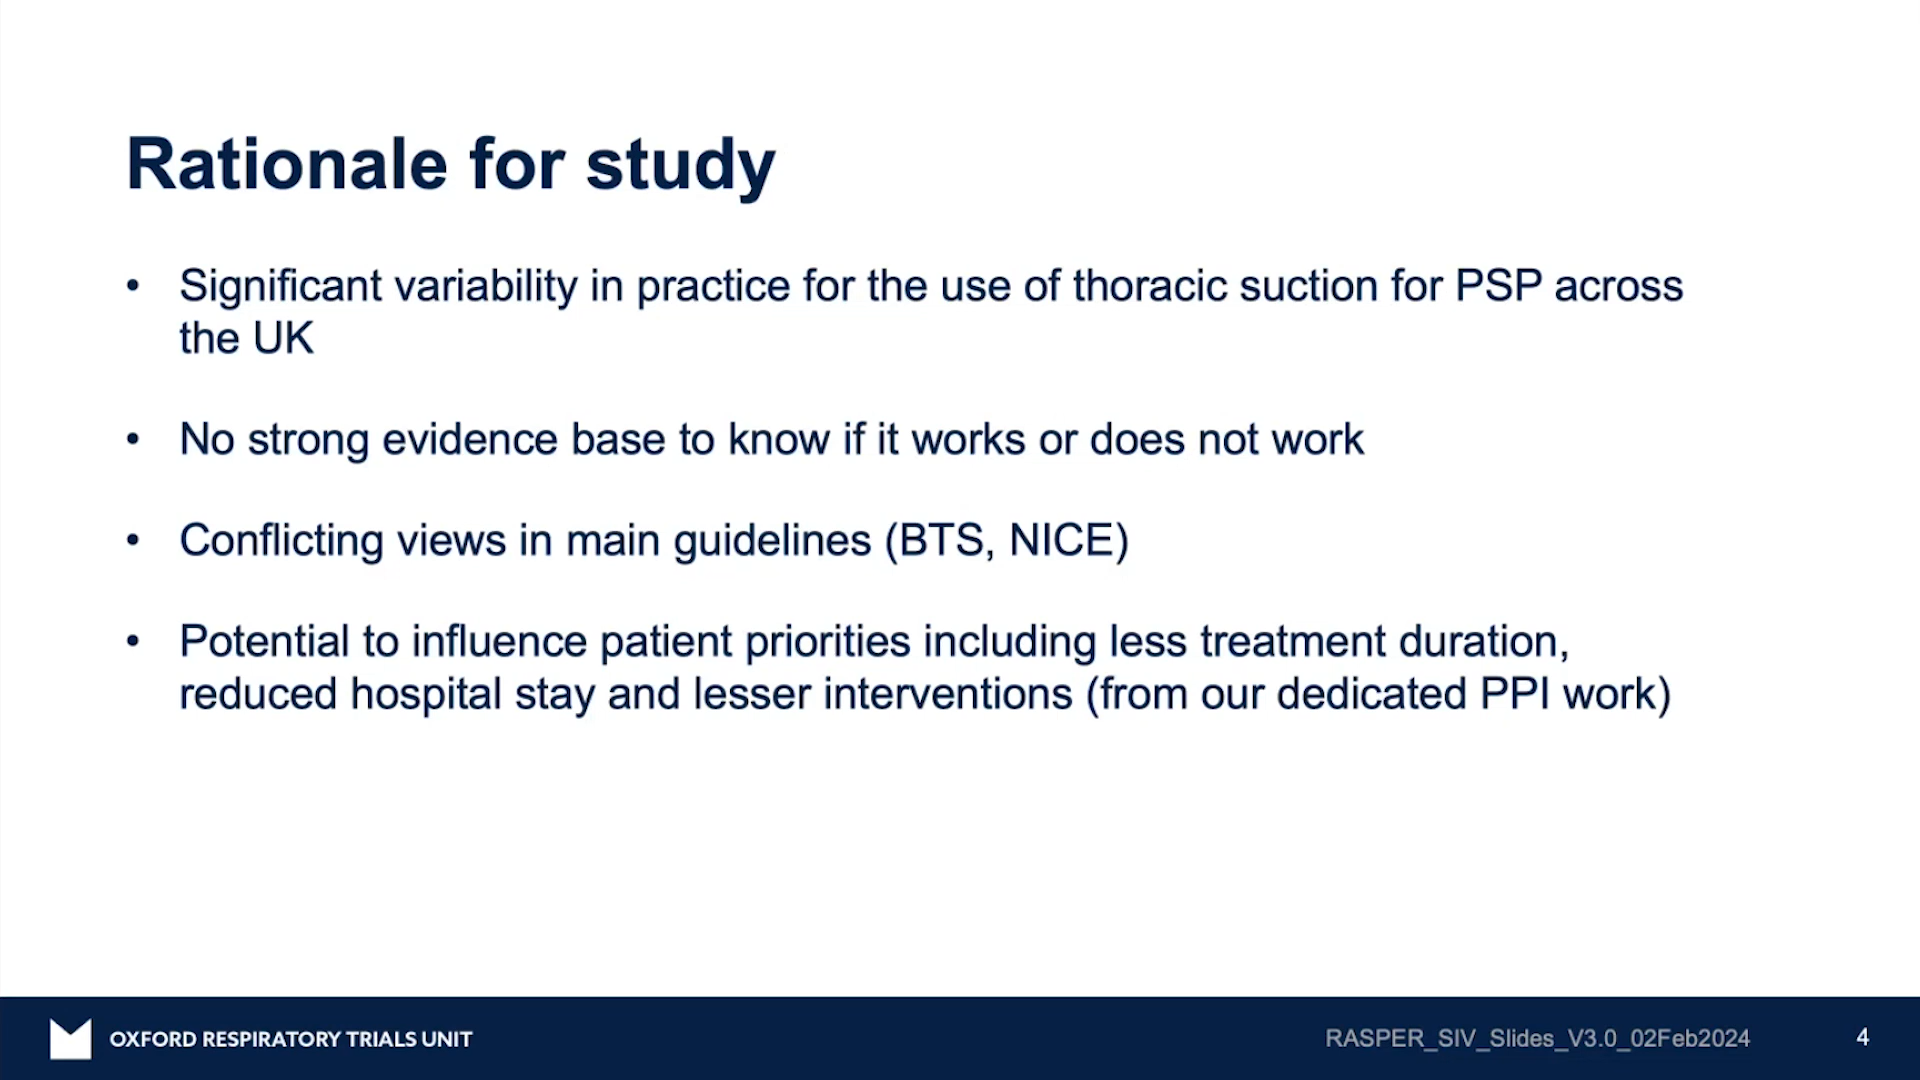 Rationale for study
• Significant variability in practice for the use of thoracic suction for PSP across
the UK
• No strong evidence base to know if it works or does not work
• Conflicting views in main guidelines (BTS, NICE)
• Potential to influence patient priorities including less treatment duration,
reduced hospital stay and lesser interventions (from our dedicated PPI work)
OXFORD RESPIRATORY TRIALS UNIT
RASPER_SIV_Slides_V3.0_02Feb2024
4